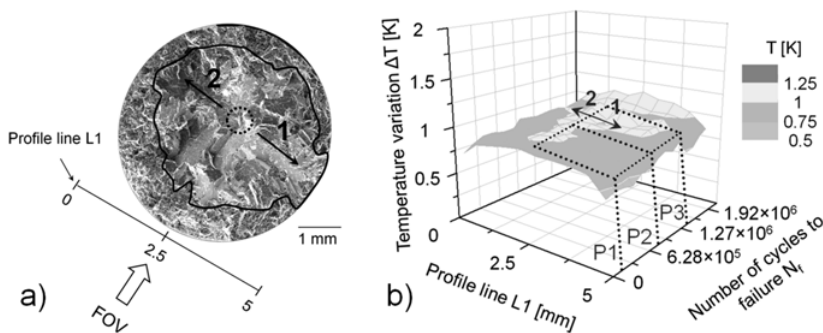 2
1
Profile line L1
0
2.5
5
1 mm
FOV
a)
b)
Temperature variation ΔT [K]
2
1.5
1
0.5
0
T [K]
1.25
1
0.75
0.5
2
1
P1
P2
P3
0
2.5
5
Profile line L1 [mm]
0
6.28×10⁵
1.27×10⁶
1.92×10⁶
Number of cycles to
failure Nf